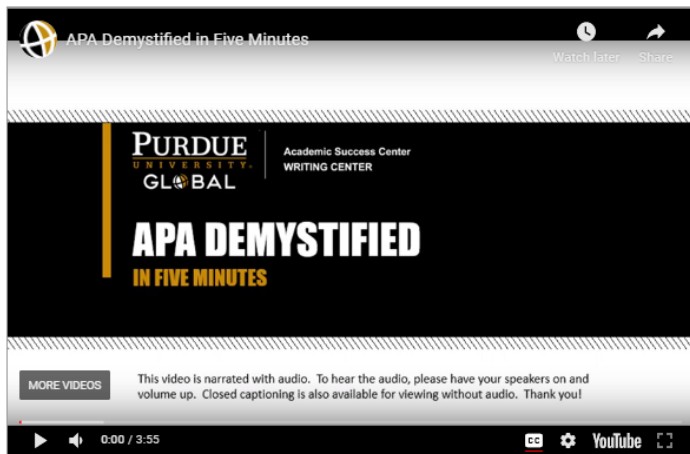 APA Demystified in Five Minutes
Watch later Share
PURDUE
UNIVERSITY.
GLOBAL
Academic Success Center
WRITING CENTER
APA DEMYSTIFIED
IN FIVE MINUTES
MORE VIDEOS
This video is narrated with audio. To hear the audio, please have your speakers on and
volume up. Closed captioning is also available for viewing without audio. Thank you!
0:00 / 3:55
CC
YouTube